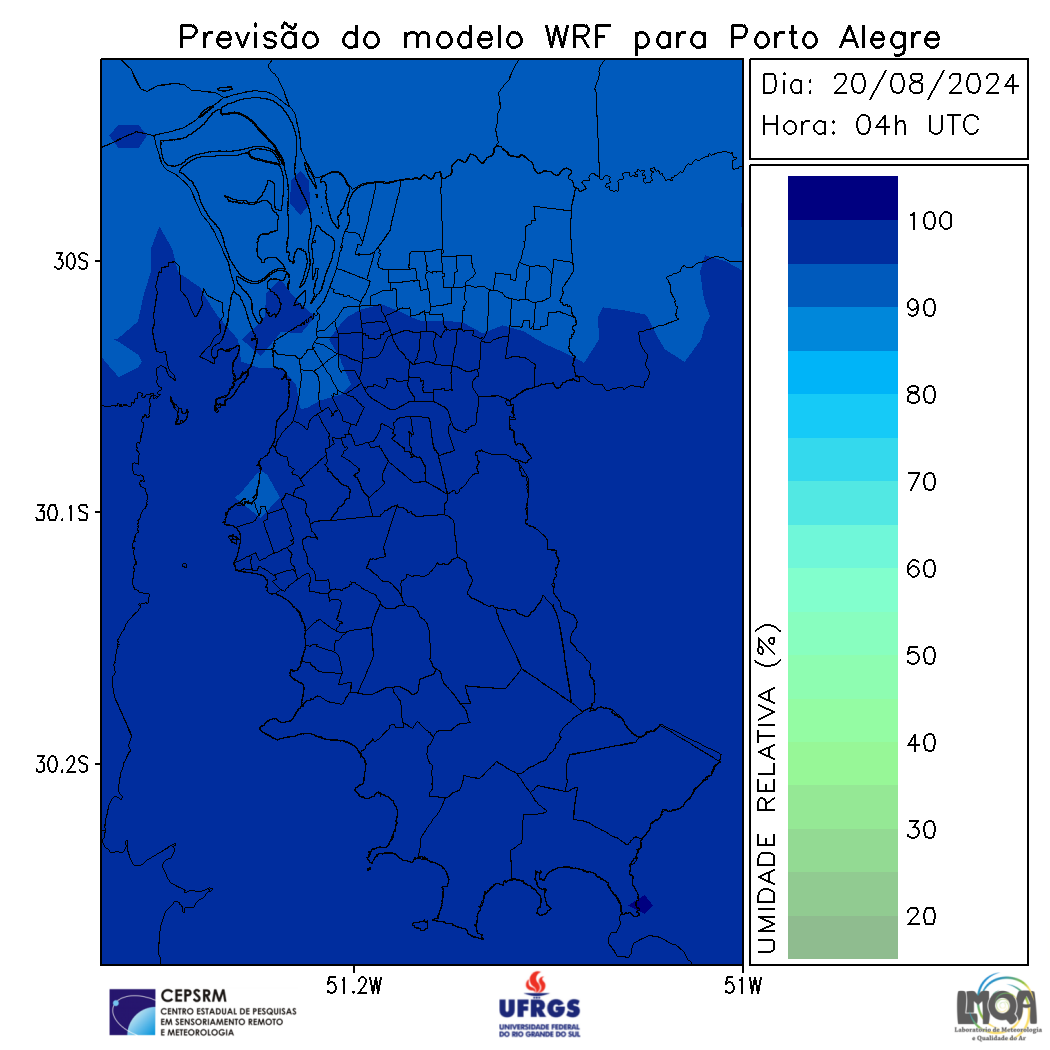 Previsão do modelo WRF para Porto Alegre
Dia: 20/08/2024
Hora: 04h UTC
30S
30.1S
30.2S
51.2W
51W
UMIDADE RELATIVA (%)
100
90
80
70
60
50
40
30
20
CEPSRM
CENTRO ESTADUAL DE PESQUISAS
EM SENSORIAMENTO REMOTO
E METEOROLOGIA
UFRGS
UNIVERSIDADE FEDERAL
DO RIO GRANDE DO SUL
LMQA
Laboratório de Meteorologia
e Qualidade do Ar